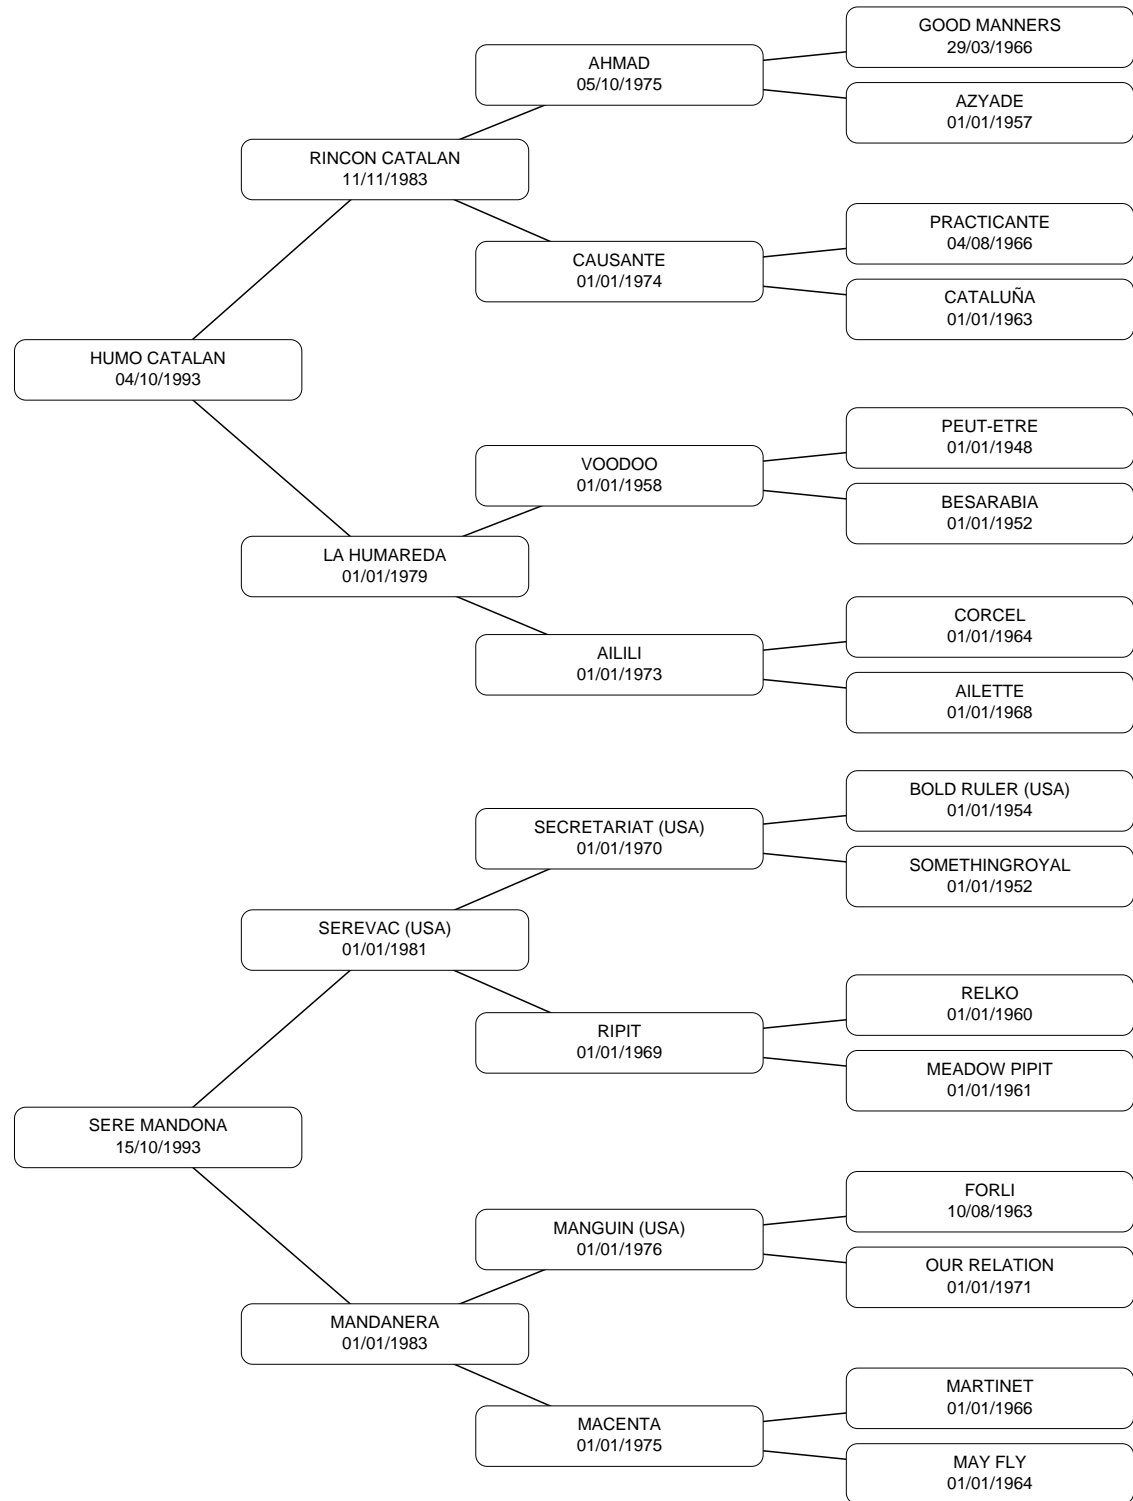 GOOD MANNERS
29/03/1966
AHMAD
05/10/1975
AZYADE
01/01/1957
RINCON CATALAN
11/11/1983
PRACTICANTE
04/08/1966
CAUSANTE
01/01/1974
CATALUÑA
01/01/1963
HUMO CATALAN
04/10/1993
PEUT-ETRE
01/01/1948
VOODOO
01/01/1958
BESARABIA
01/01/1952
LA HUMAREDA
01/01/1979
CORCEL
01/01/1964
AILILI
01/01/1973
AILETTE
01/01/1968
BOLD RULER (USA)
01/01/1954
SECRETARIAT (USA)
01/01/1970
SOMETHINGROYAL
01/01/1952
SEREVAC (USA)
01/01/1981
RELKO
01/01/1960
RIPIT
01/01/1969
MEADOW PIPIT
01/01/1961
SERE MANDONA
15/10/1993
FORLI
10/08/1963
MANGUIN (USA)
01/01/1976
OUR RELATION
01/01/1971
MANDANERA
01/01/1983
MARTINET
01/01/1966
MACENTA
01/01/1975
MAY FLY
01/01/1964